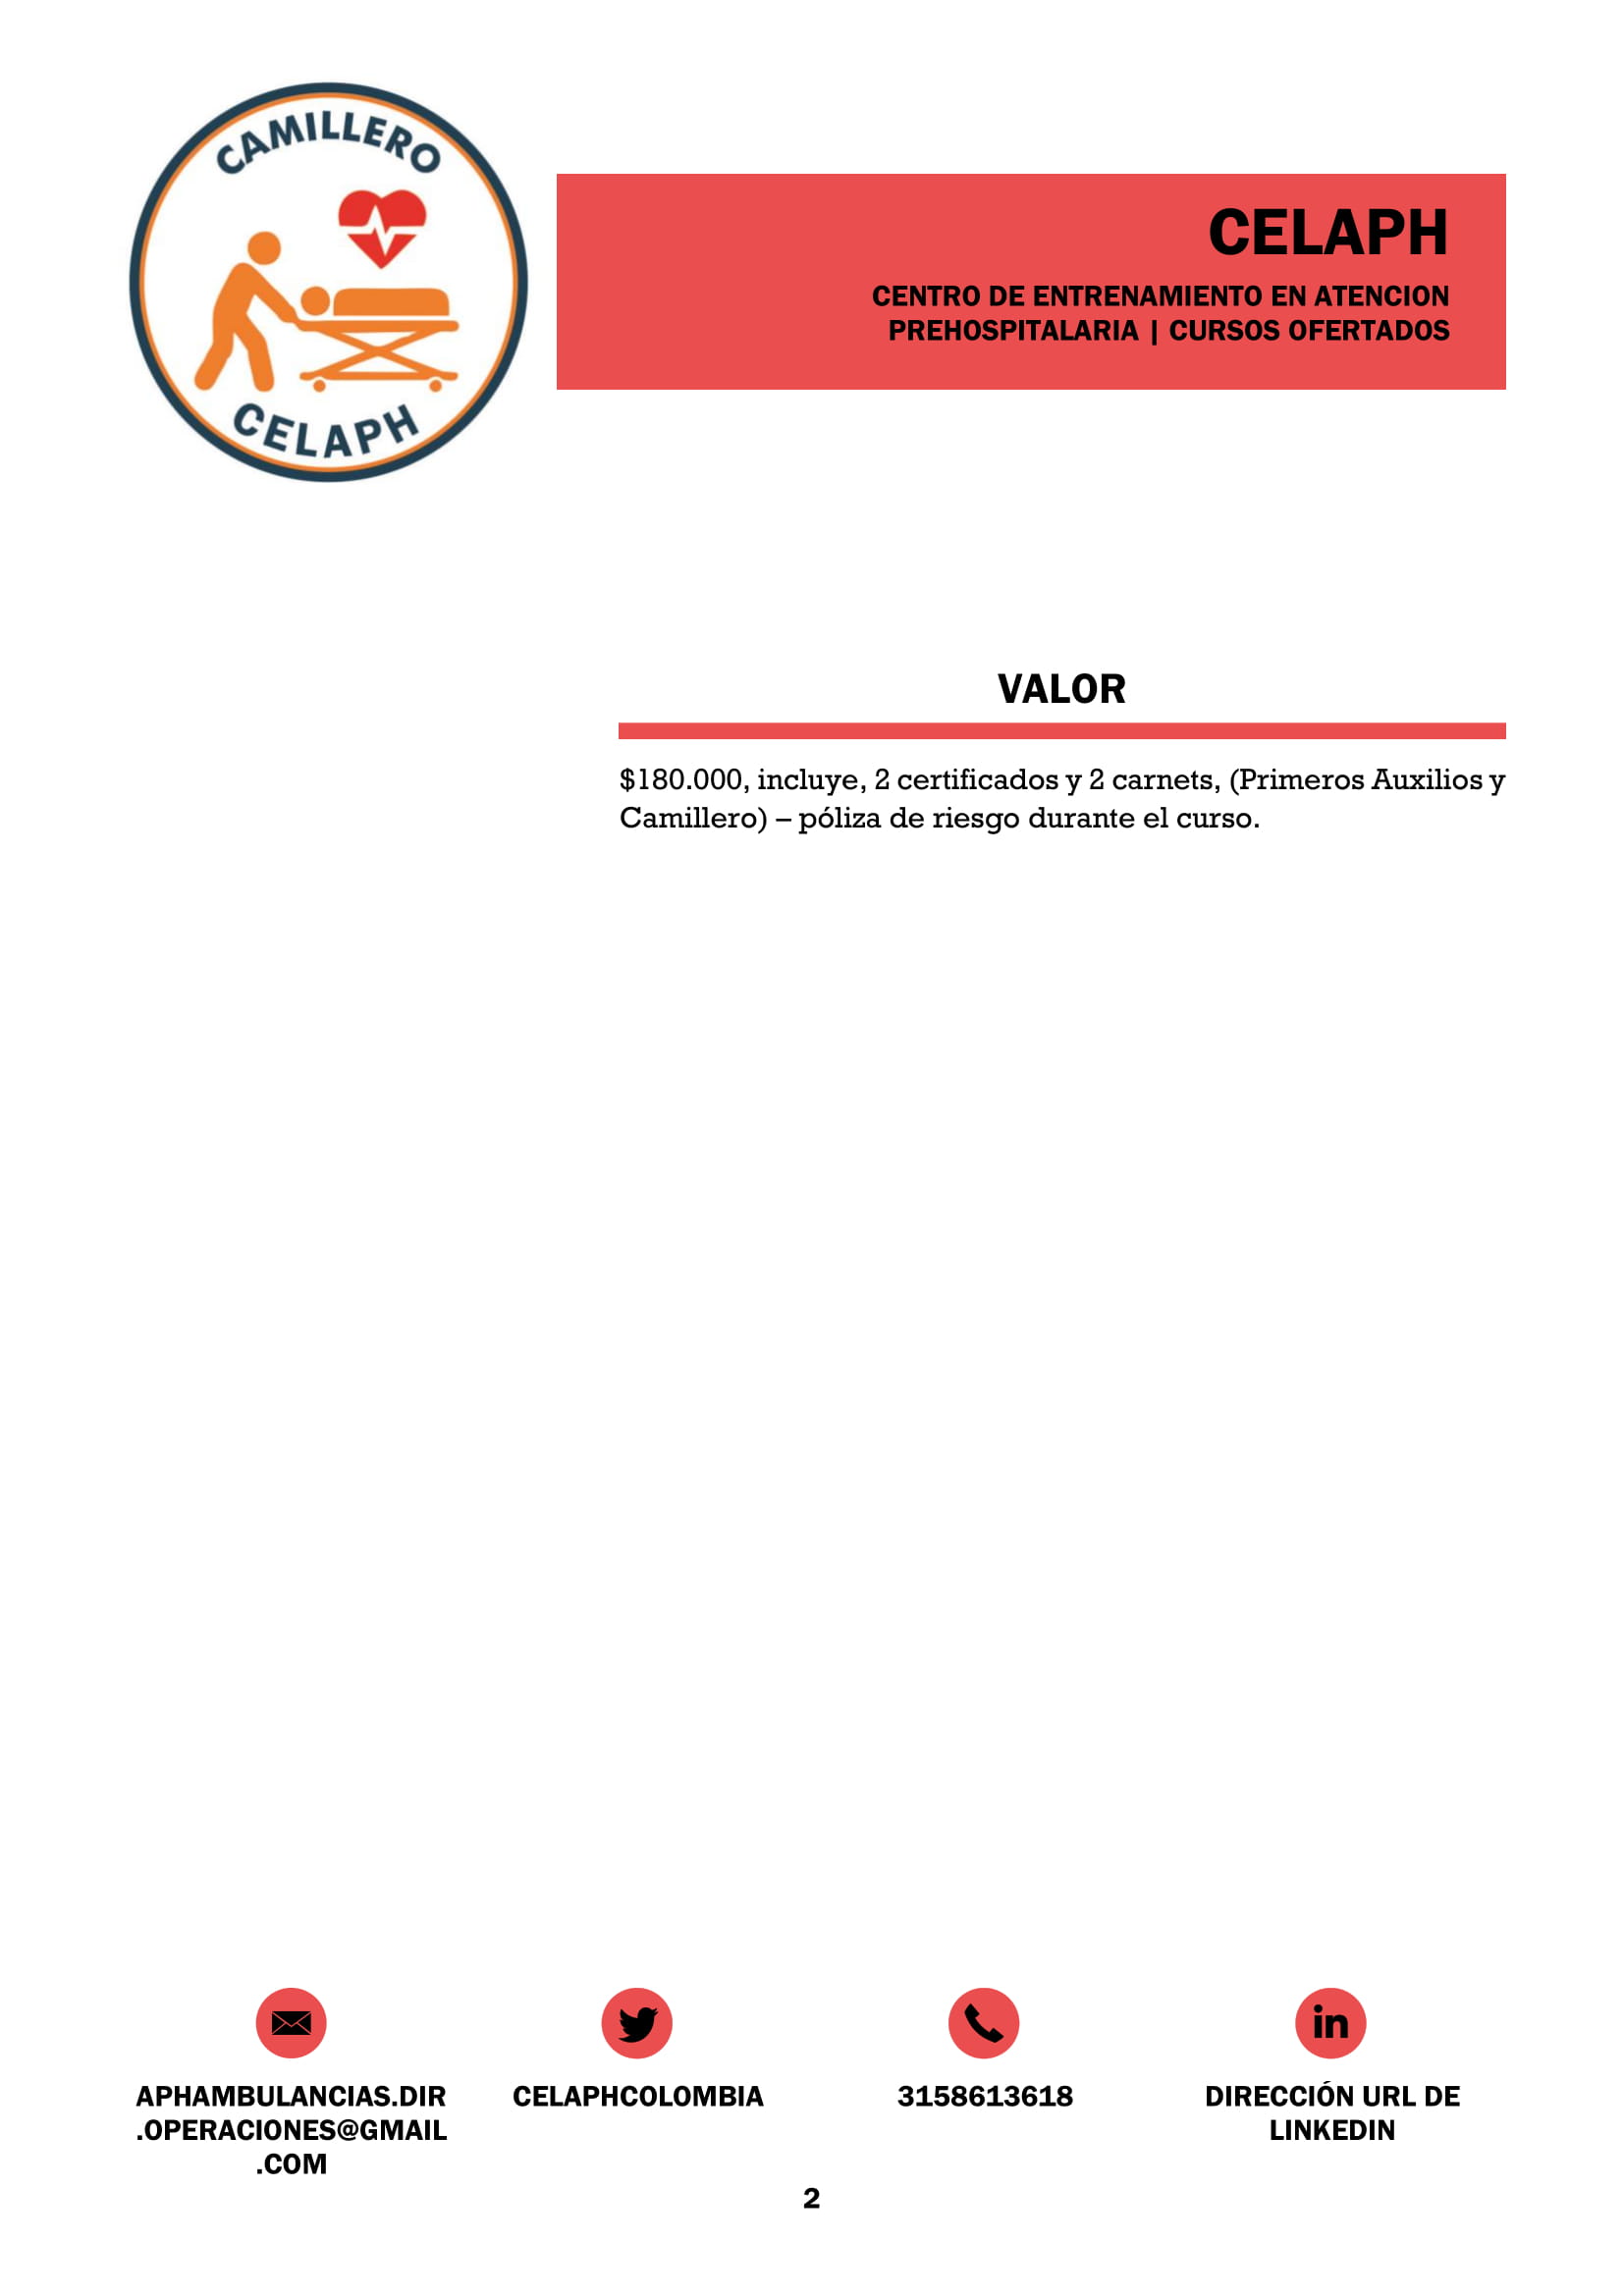 CAMILLERO
CELAPH
CELAPH
CENTRO DE ENTRENAMIENTO EN ATENCION
PREHOSPITALARIA | CURSOS OFERTADOS
VALOR
$180.000, incluye, 2 certificados y 2 carnets, (Primeros Auxilios y
Camillero) – póliza de riesgo durante el curso.
in
APHAMBULANCIAS.DIR
.OPERACIONES@GMAIL
.COM
CELAPHCOLOMBIA
3158613618
DIRECCIÓN URL DE
LINKEDIN
2